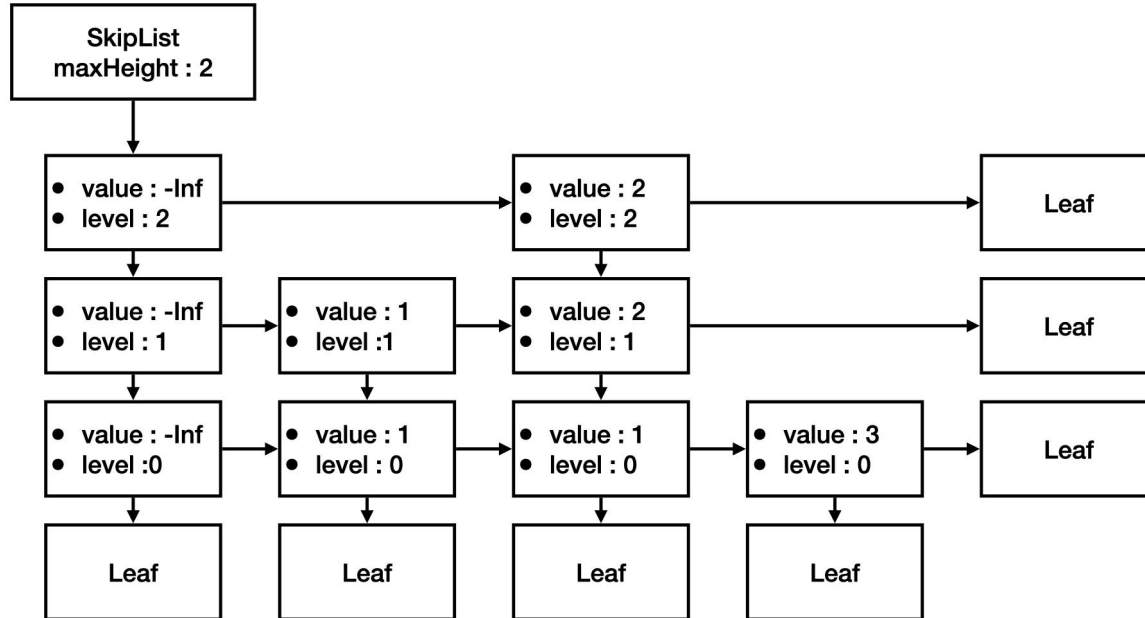 SkipList
maxHeight : 2
• value : -Inf
• level : 2
• value : 2
• level : 2
Leaf
• value : -Inf
• level : 1
• value : 1
• level :1
• value : 2
• level : 1
Leaf
• value : -Inf
• level :0
• value : 1
• level : 0
• value : 1
• level : 0
• value : 3
• level : 0
Leaf
Leaf
Leaf
Leaf
Leaf